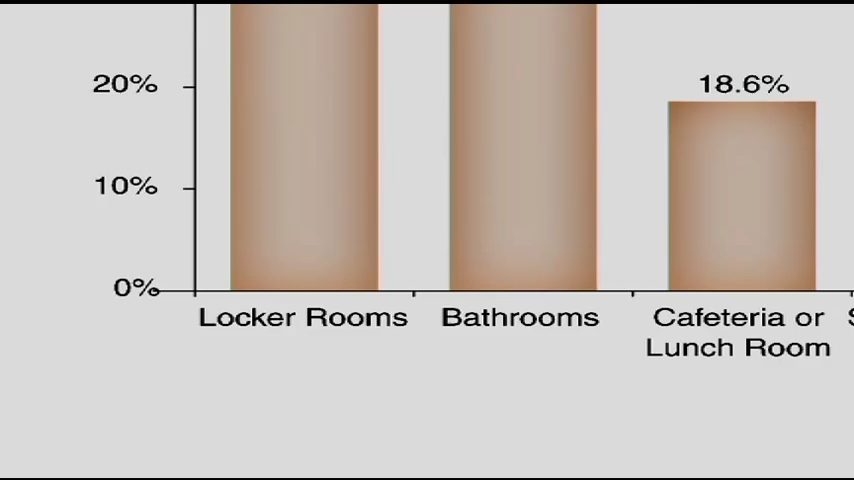 20%
18.6%
10%
0%
Locker Rooms
Bathrooms
Cafeteria or
Lunch Room